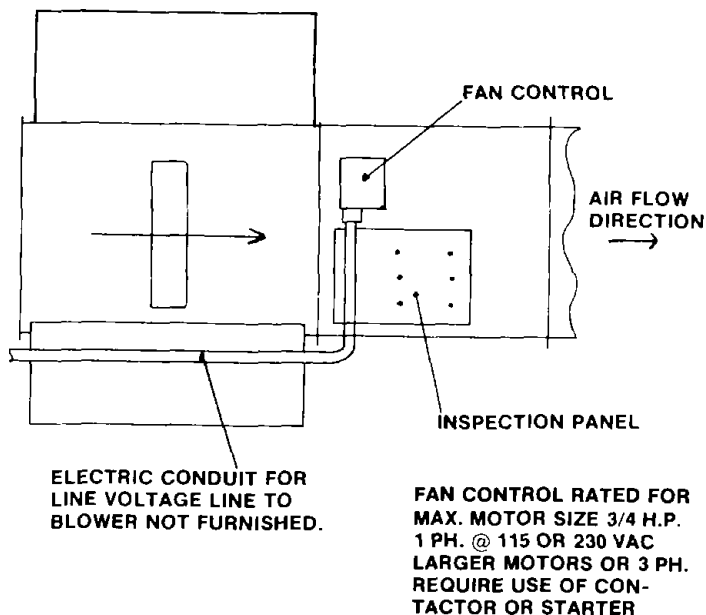 FAN CONTROL
AIR FLOW
DIRECTION
INSPECTION PANEL
ELECTRIC CONDUIT FOR
LINE VOLTAGE LINE TO
BLOWER NOT FURNISHED.
FAN CONTROL RATED FOR
MAX. MOTOR SIZE 3/4 H.P.
1 PH. @ 115 OR 230 VAC
LARGER MOTORS OR 3 PH.
REQUIRE USE OF CON-
TACTOR OR STARTER